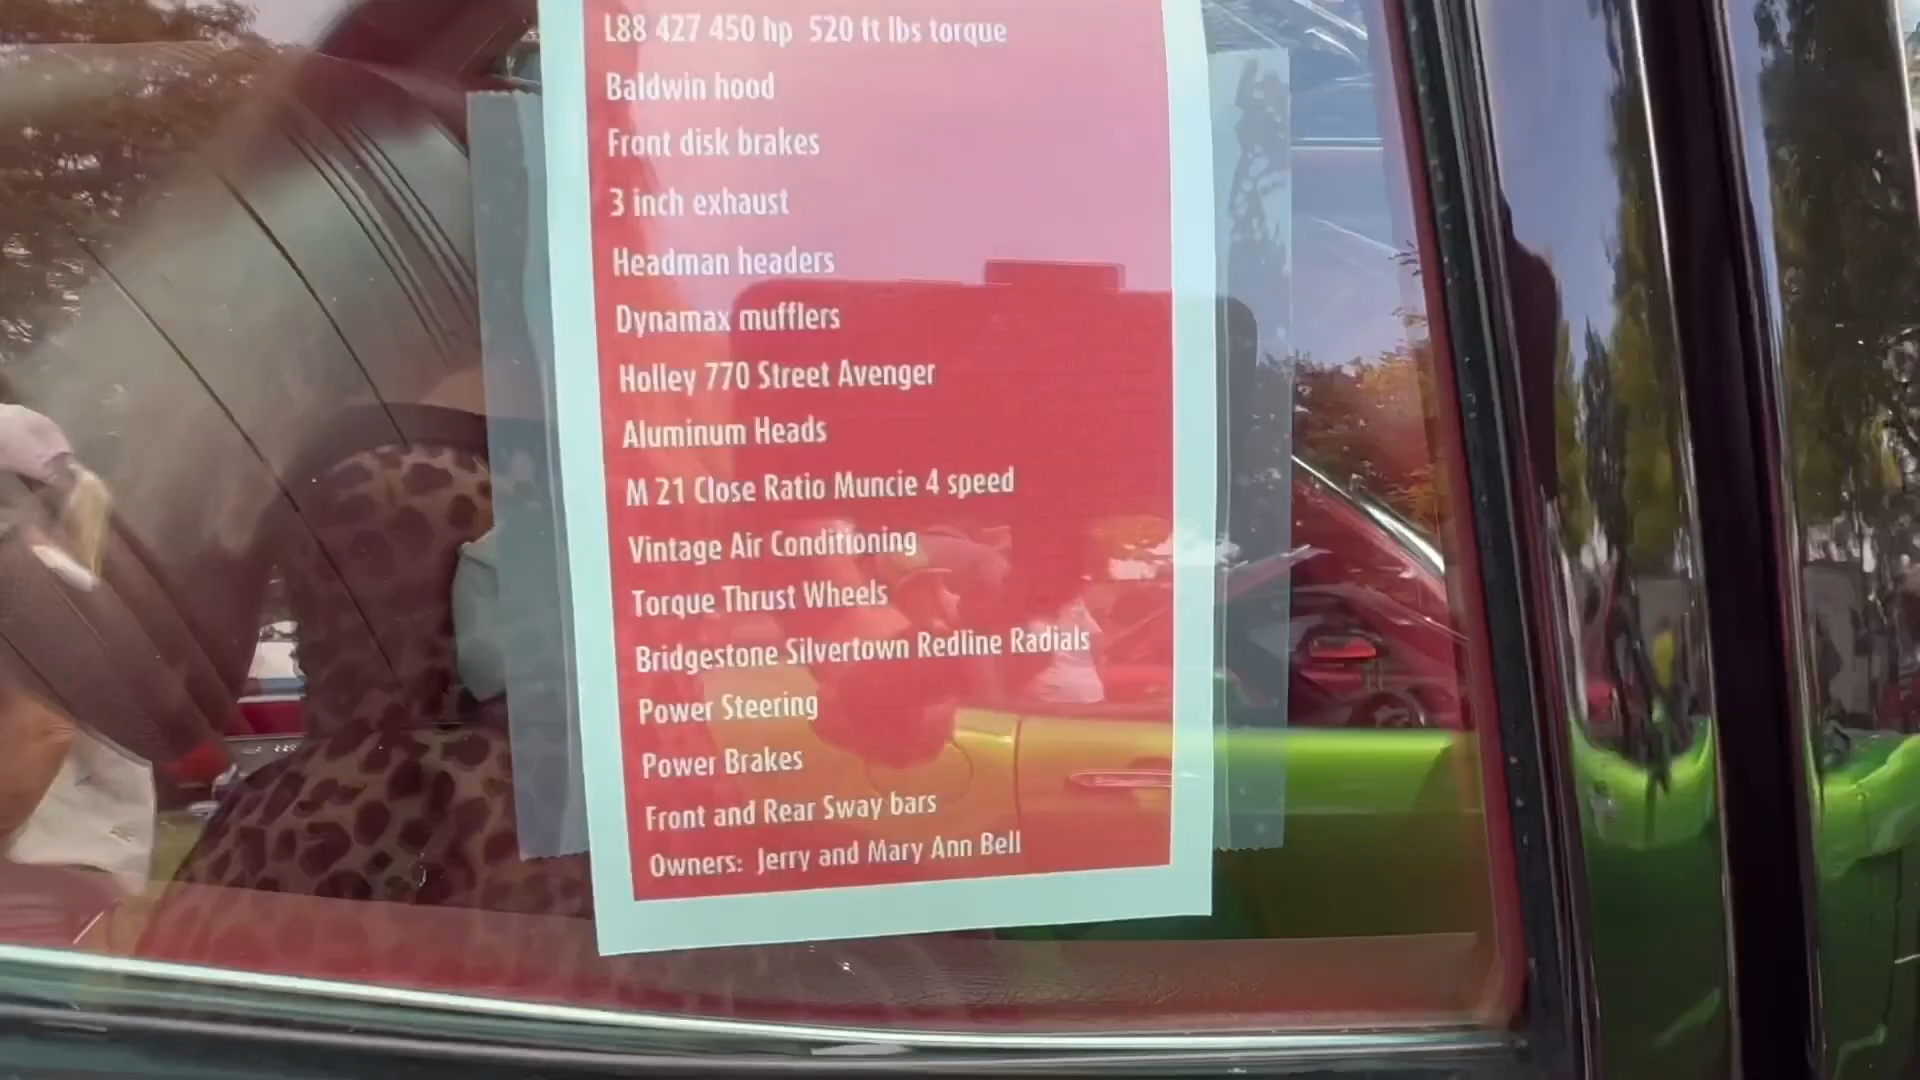 L88 427 450 hp 520 ft lbs torque
Baldwin hood
Front disk brakes
3 inch exhaust
Headman headers
Dynamax mufflers
Holley 770 Street Avenger
Aluminum Heads
M 21 Close Ratio Muncie 4 speed
Vintage Air Conditioning
Torque Thrust Wheels
Bridgestone Silvertown Redline Radials
Power Steering
Power Brakes
Front and Rear Sway bars
Owners: Jerry and Mary Ann Bell